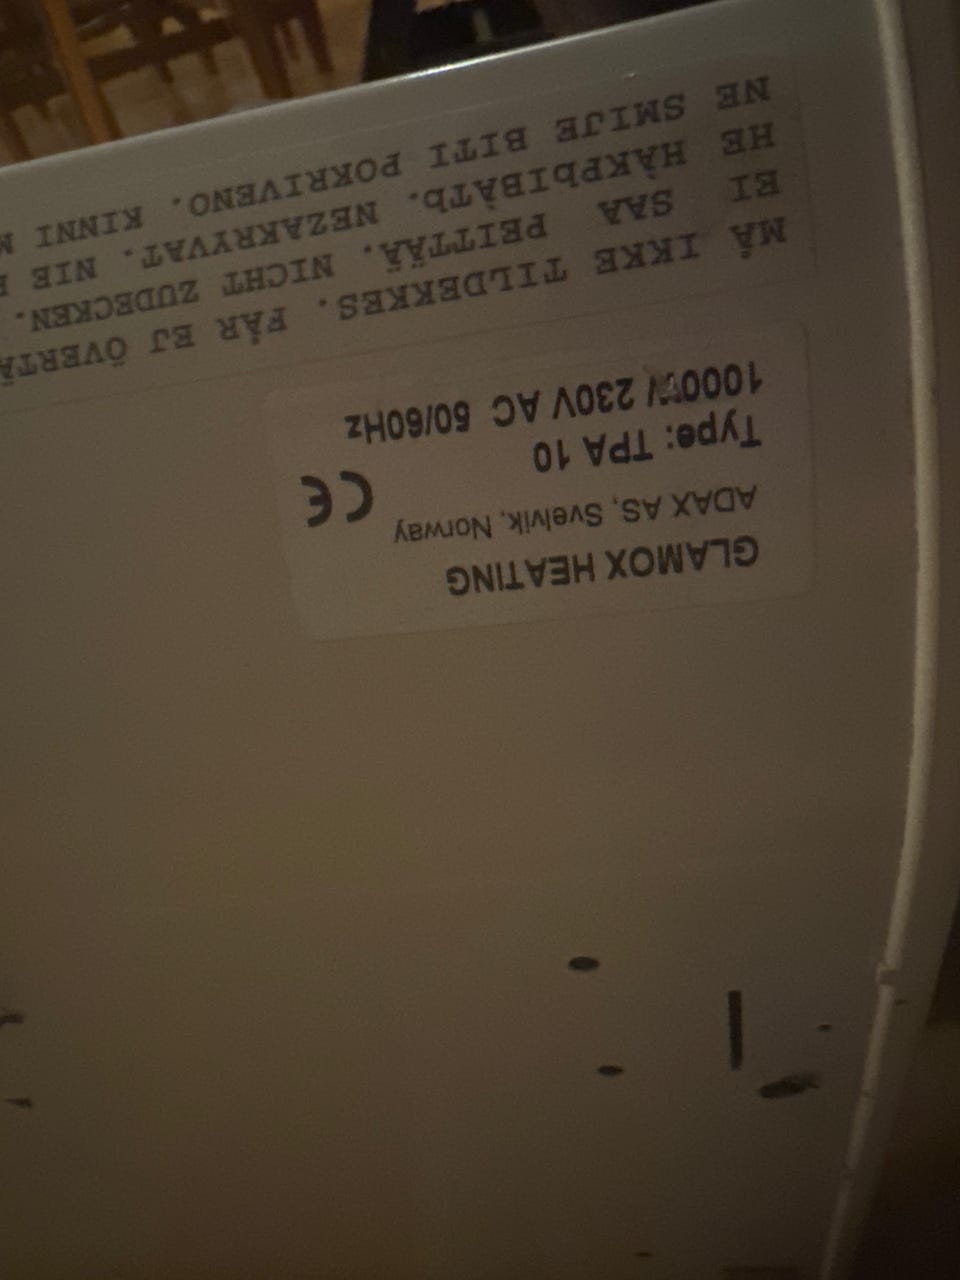 GLAMOX HEATING
ADAX AS, Svelvik, Norway
Type: TPA 10
1000W/ 230V AC 50/60Hz
CE
MÅ IKKE TILDEKKES. FÅR EJ
EI SAA PEITTÄÄ. NICHT ZUDECKEN.
НЕ НАКРЫВАТЬ. NEZAKRYVAT. NIE
NE SMIJE BITI POKRIVENO. KINNI